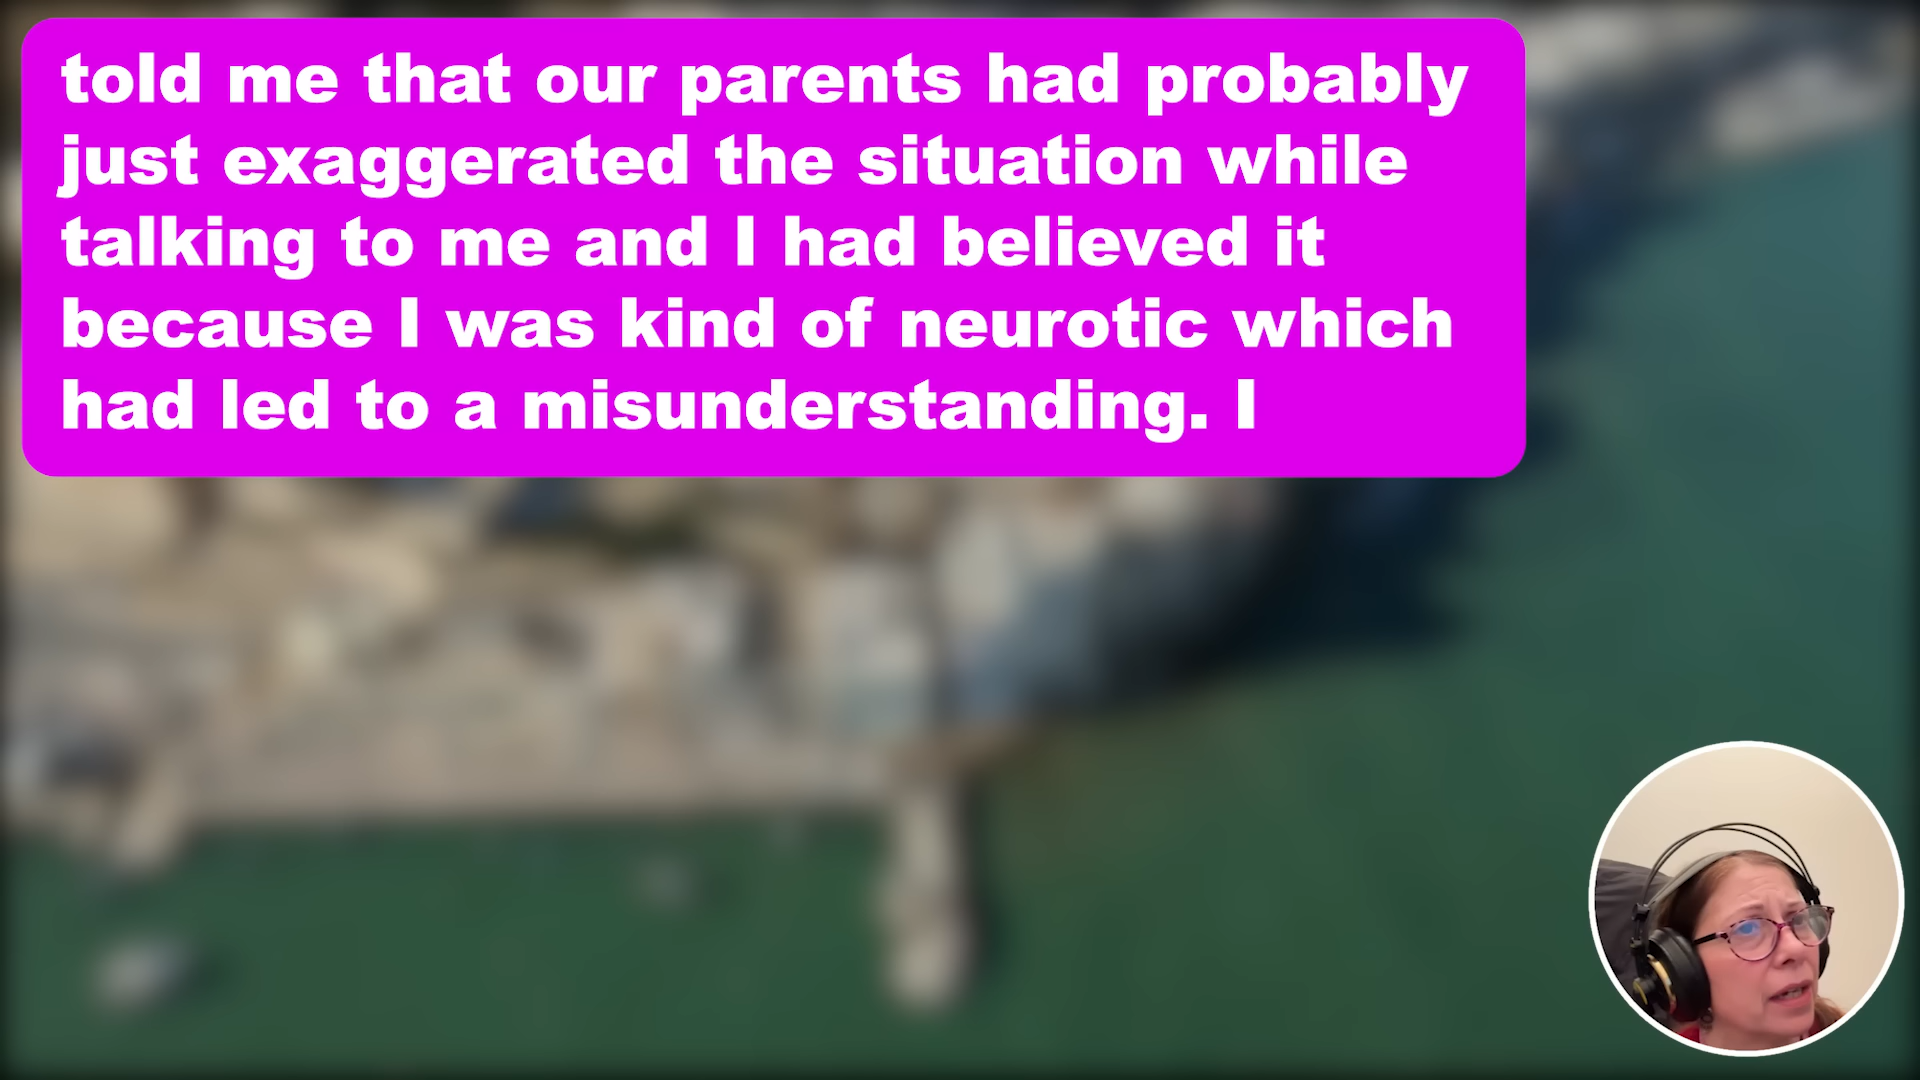 told me that our parents had probably
just exaggerated the situation while
talking to me and I had believed it
because I was kind of neurotic which
had led to a misunderstanding. I